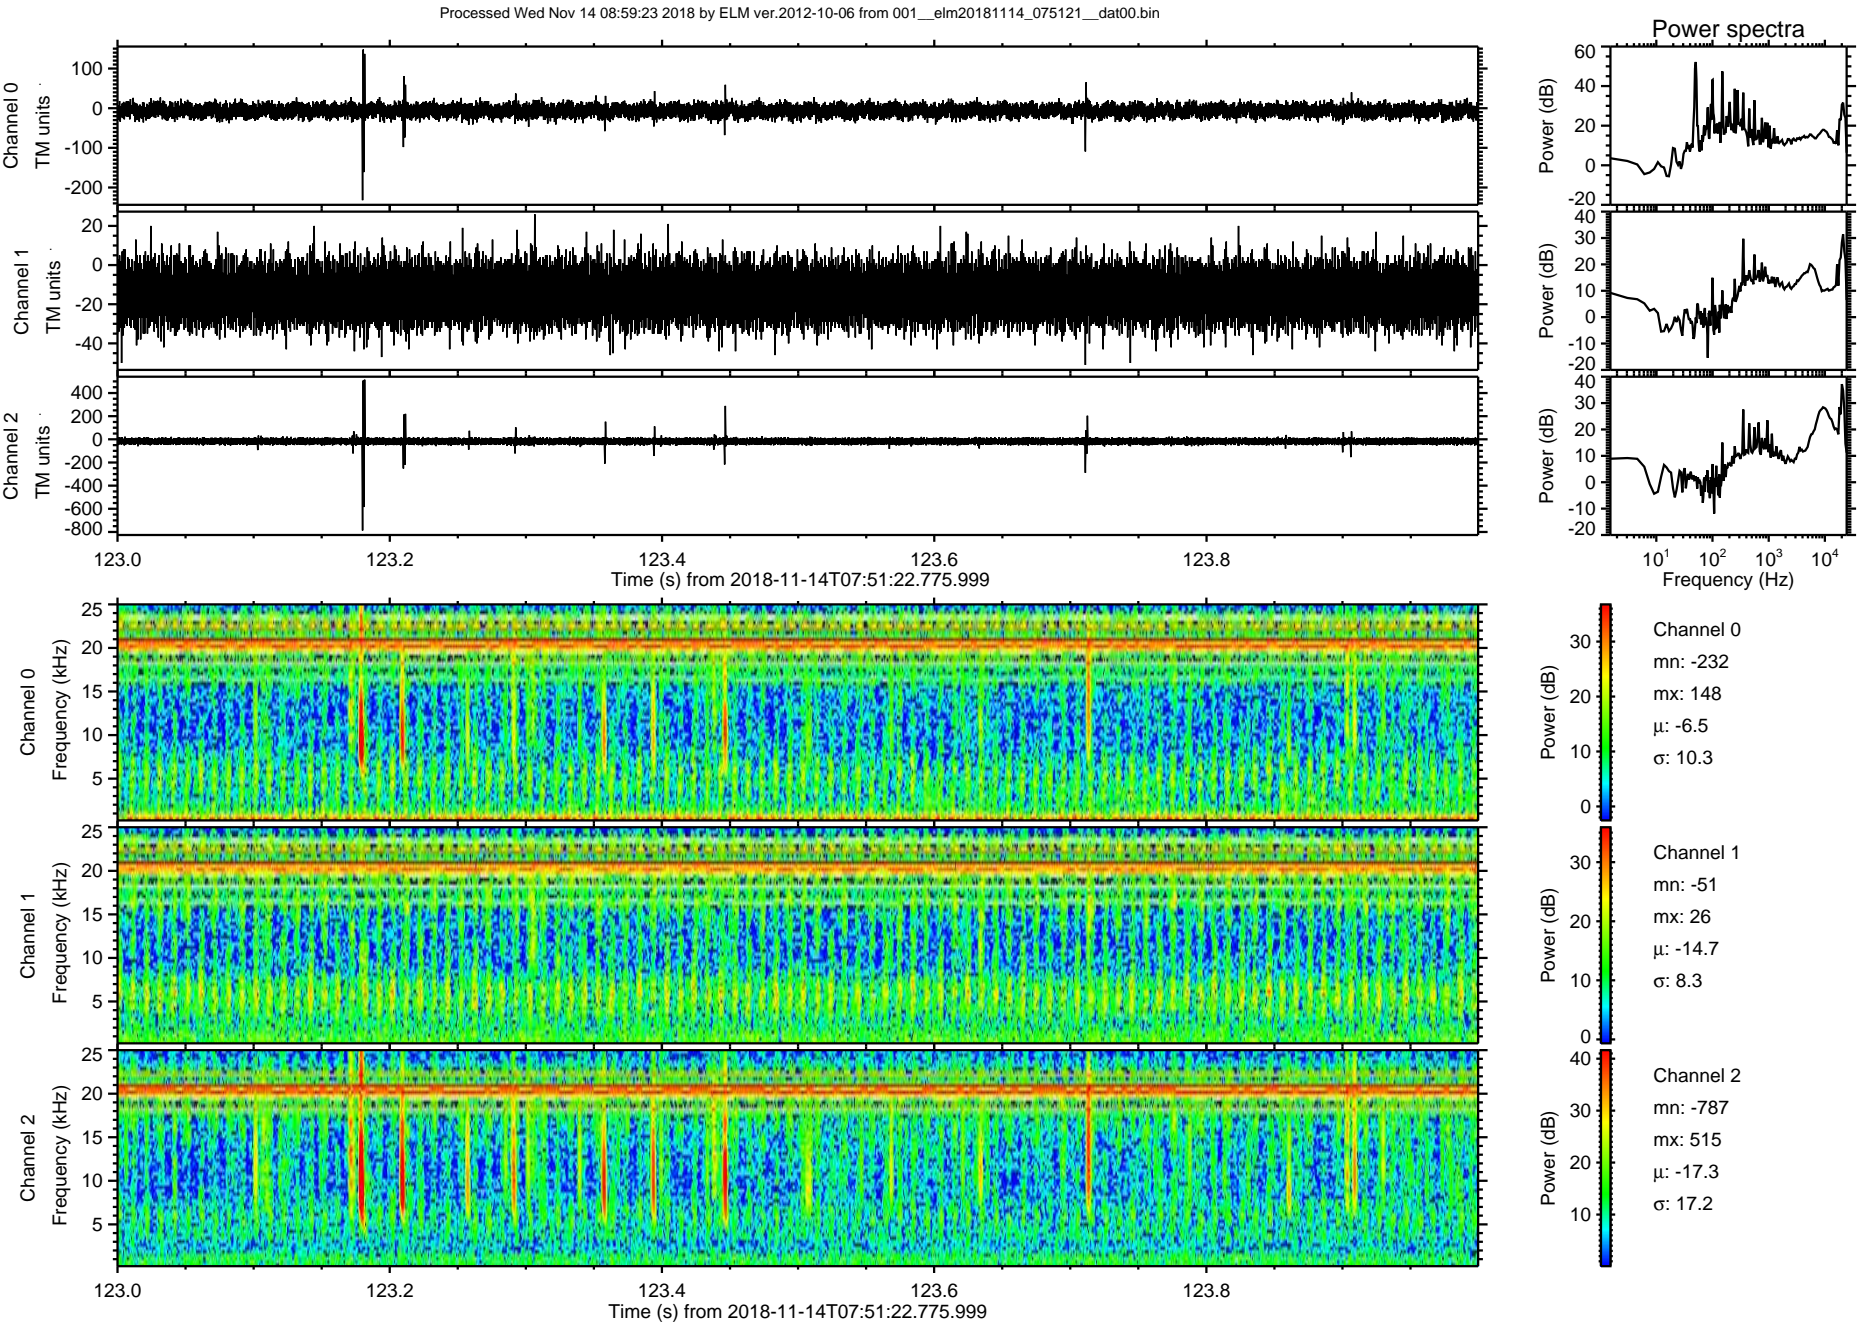 Processed Wed Nov 14 08:59:23 2018 by ELM ver.2012-10-06 from 001__elm20181114_075121__dat00.bin
Power spectra
Channel 0
TM units
100
0
-100
-200
Power (dB)
60
40
20
0
-20
Channel 1
TM units
20
0
-20
-40
Power (dB)
40
30
20
10
0
-10
-20
Channel 2
TM units
400
200
0
-200
-400
-600
-800
Power (dB)
40
30
20
10
0
-10
-20
123.0 123.2 123.4 123.6 123.8
Time (s) from 2018-11-14T07:51:22.775.999
10¹ 10² 10³ 10⁴
Frequency (Hz)
Channel 0
Frequency (kHz)
25
20
15
10
5
Power (dB)
30
20
10
0
Channel 0
mn: -232
mx: 148
μ: -6.5
σ: 10.3
Channel 1
Frequency (kHz)
25
20
15
10
5
Power (dB)
30
20
10
0
Channel 1
mn: -51
mx: 26
μ: -14.7
σ: 8.3
Channel 2
Frequency (kHz)
25
20
15
10
5
Power (dB)
40
30
20
10
Channel 2
mn: -787
mx: 515
μ: -17.3
σ: 17.2
123.0 123.2 123.4 123.6 123.8
Time (s) from 2018-11-14T07:51:22.775.999